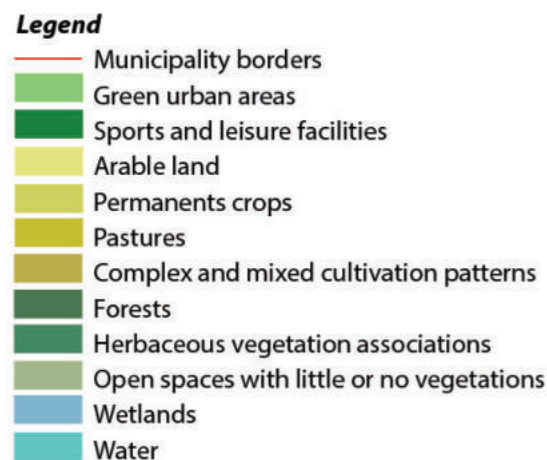 Legend
Municipality borders
Green urban areas
Sports and leisure facilities
Arable land
Permanents crops
Pastures
Complex and mixed cultivation patterns
Forests
Herbaceous vegetation associations
Open spaces with little or no vegetations
Wetlands
Water